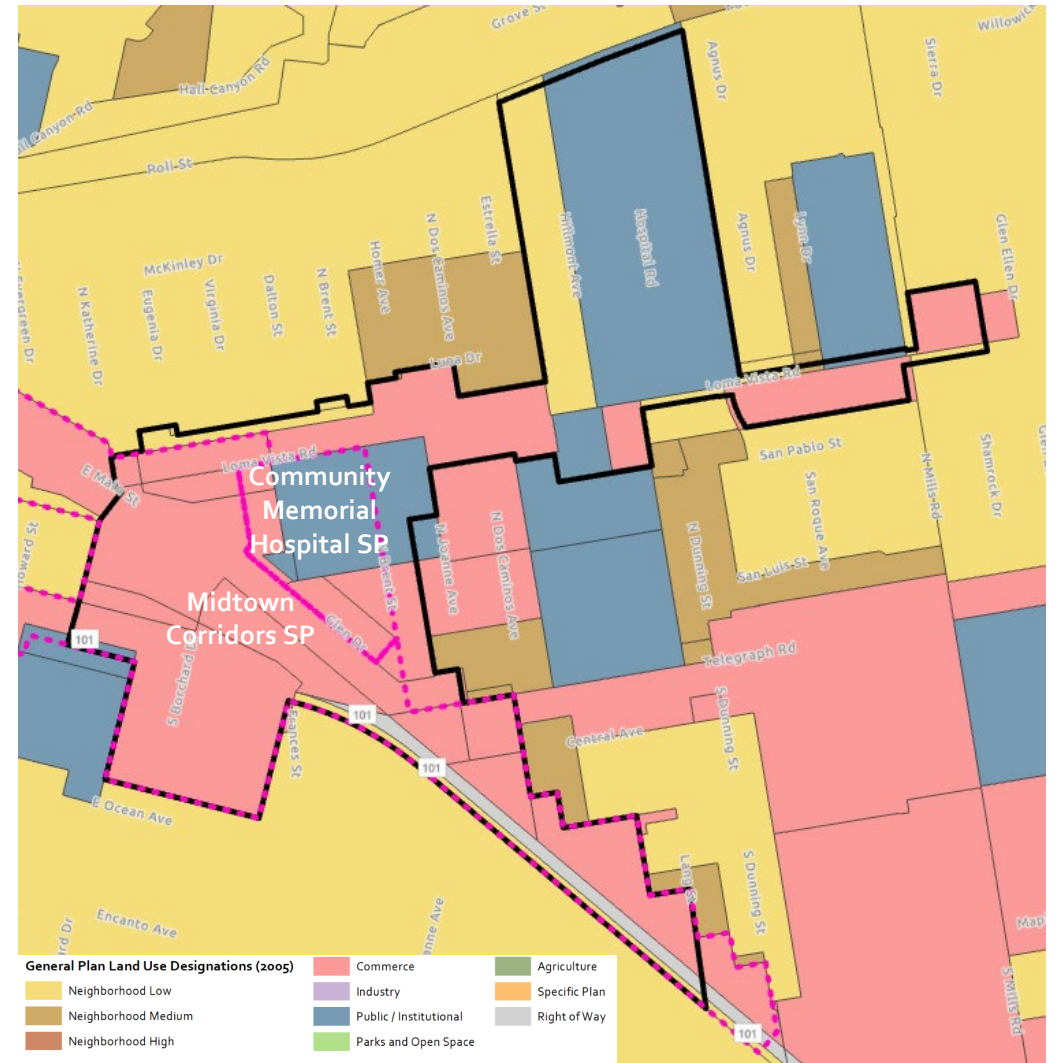 Grove St
Willowick
Agnus Dr
Sierra Dr
Hall Canyon Rd
Canyon Rd
Poli St
Estrella St
N Dos Caminos Ave
Hillmont Ave
Hospital Rd
Agnus Dr
Lynn Dr
Glen Ellen Dr
McKinley Dr
Homer Ave
N Brent St
Dalton St
Virginia Dr
Eugenia Dr
N Katherine Dr
Evergreen Dr
Luna Dr
Loma Vista Rd
Loma Vista Rd
E Main St
San Pablo St
San Roque Ave
N Mills Rd
Shamrock Dr
Community
Memorial
Hospital SP
Howard St
N Brent St
N Joanne Ave
N Dos Caminos Ave
N Dunning St
San Luis St
Midtown
Corridors SP
Glen Dr
101
Telegraph Rd
S Borchard Dr
S Dunning St
101
Frances St
Central Ave
101
E Ocean Ave
Lang St
S Dunning St
Encanto Ave
S Mills Rd
101
General Plan Land Use Designations (2005)
Neighborhood Low
Neighborhood Medium
Neighborhood High
Commerce
Industry
Public / Institutional
Parks and Open Space
Agriculture
Specific Plan
Right of Way